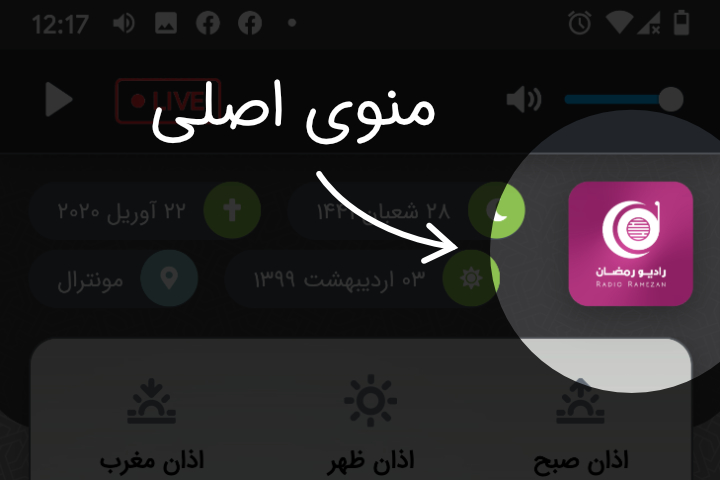 12:17
LIVE
منوی اصلی
۲۸ شعبان ۱۴۴۱
۲۲ آوریل ۲۰۲۰
رادیو رمضان
RADIO RAMEZAN
۰۳ اردیبهشت ۱۳۹۹
مونترال
اذان صبح
اذان ظهر
اذان مغرب